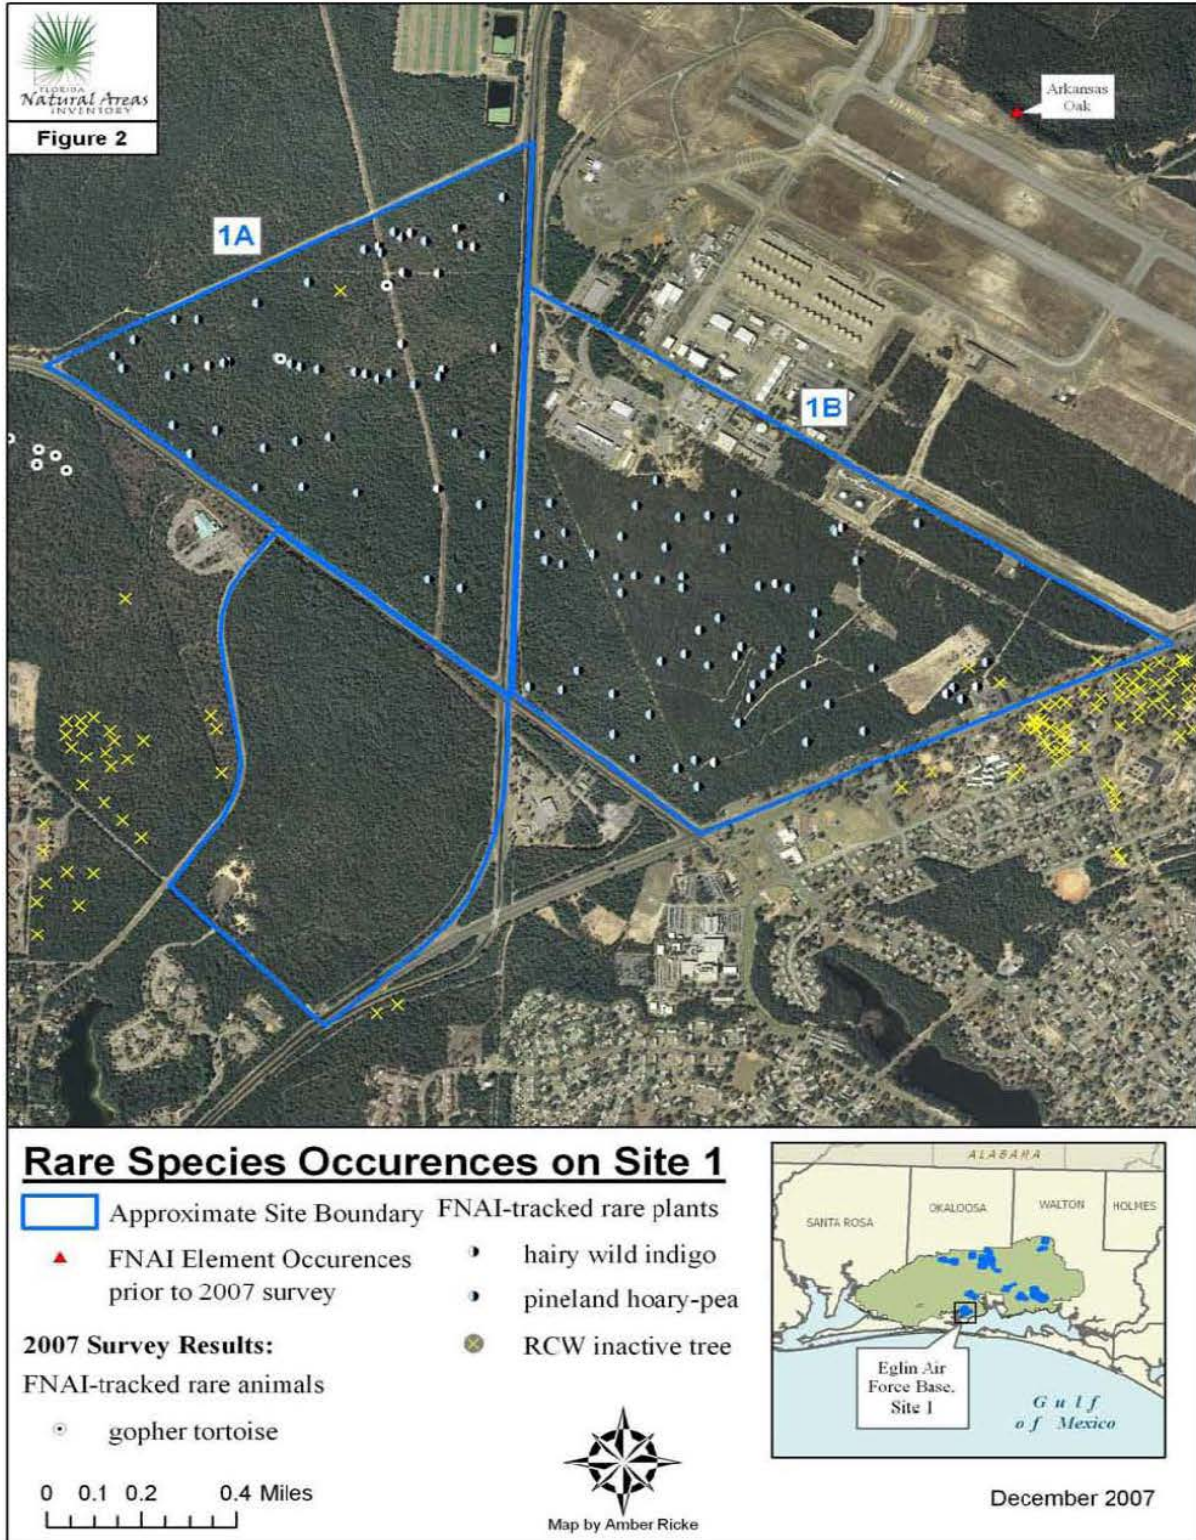 FLORIDA
Natural Areas
INVENTORY
Figure 2
Arkansas
Oak
1A
1B
Rare Species Occurences on Site 1
Approximate Site Boundary
FNAI Element Occurences
prior to 2007 survey
2007 Survey Results:
FNAI-tracked rare animals
gopher tortoise
FNAI-tracked rare plants
hairy wild indigo
pineland hoary-pea
RCW inactive tree
0 0.1 0.2 0.4 Miles
Map by Amber Ricke
ALABARA
SANTA ROSA
OKALOOSA
WALTON
HOLMES
Eglin Air
Force Base,
Site 1
Gulf
of Mexico
December 2007